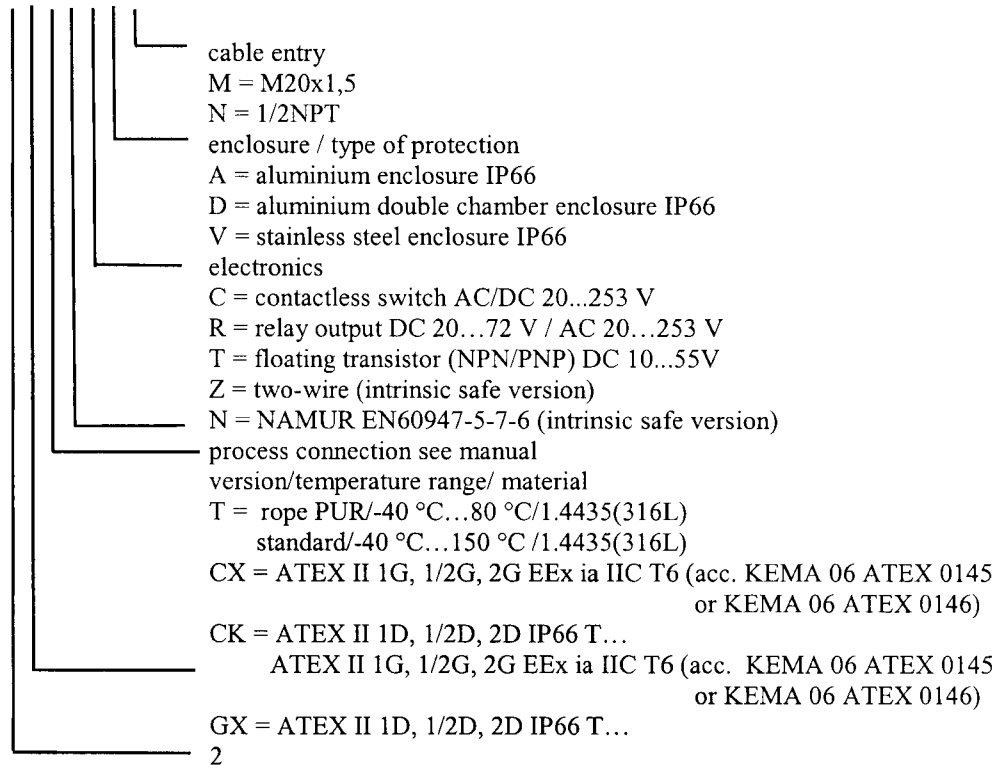 cable entry
M = M20x1,5
N = 1/2NPT
enclosure / type of protection
A = aluminium enclosure IP66
D = aluminium double chamber enclosure IP66
V = stainless steel enclosure IP66
electronics
C = contactless switch AC/DC 20...253 V
R = relay output DC 20…72 V / AC 20…253 V
T = floating transistor (NPN/PNP) DC 10...55V
Z = two-wire (intrinsic safe version)
N = NAMUR EN60947-5-7-6 (intrinsic safe version)
process connection see manual
version/temperature range/ material
T = rope PUR/-40 °C…80 °C/1.4435(316L)
standard/-40 °C…150 °C /1.4435(316L)
CX = ATEX II 1G, 1/2G, 2G EEx ia IIC T6 (acc. KEMA 06 ATEX 0145
or KEMA 06 ATEX 0146)
CK = ATEX II 1D, 1/2D, 2D IP66 T…
ATEX II 1G, 1/2G, 2G EEx ia IIC T6 (acc. KEMA 06 ATEX 0145
or KEMA 06 ATEX 0146)
GX = ATEX II 1D, 1/2D, 2D IP66 T…
2